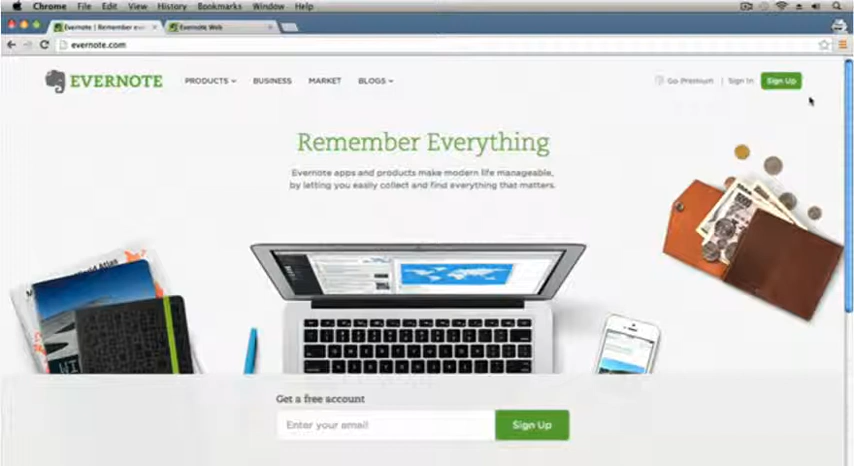 Chrome File Edit View History Bookmarks Window Help
Evernote | Remember eve Evernote Web
evernote.com
EVERNOTE PRODUCTS BUSINESS MARKET BLOGS Go Premium | Sign In Sign Up
Remember Everything
Evernote apps and products make modern life manageable,
by letting you easily collect and find everything that matters.
Atlas
Get a free account
Enter your email Sign Up